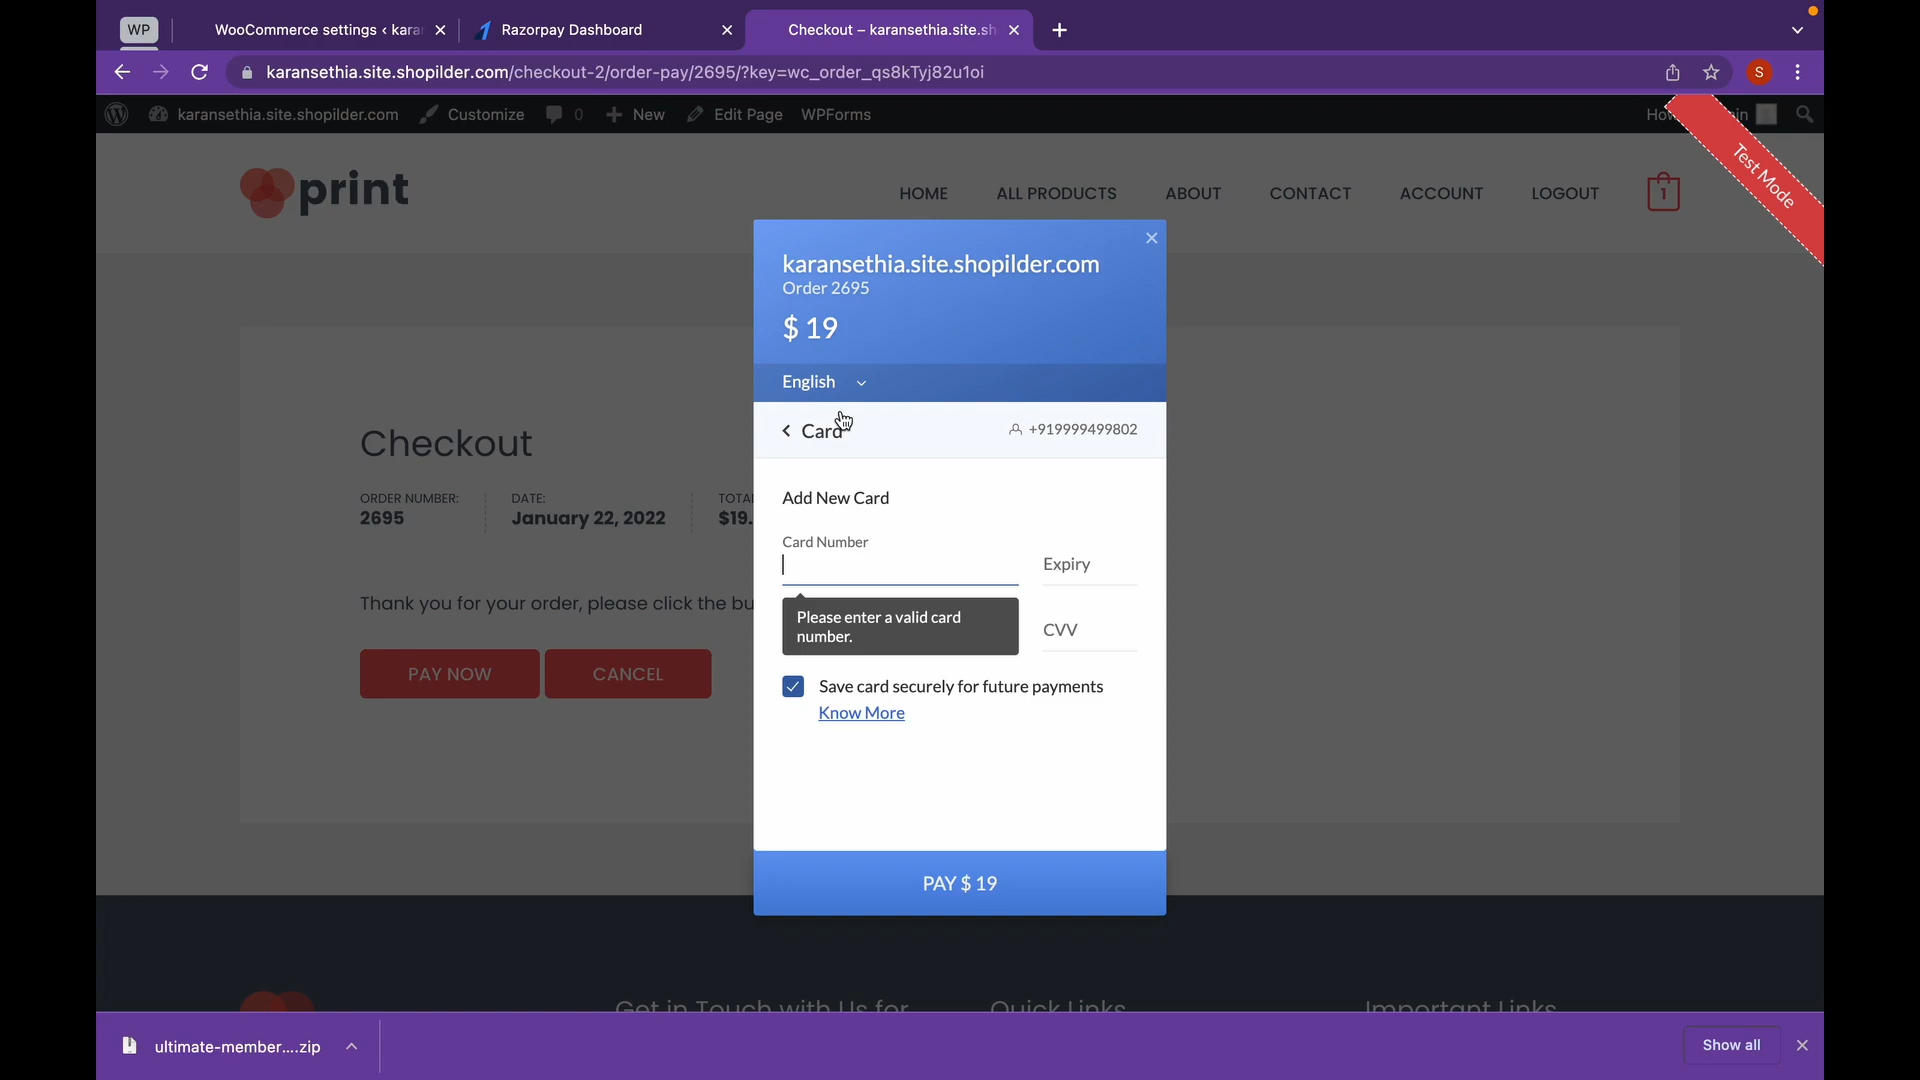 WP
WooCommerce settings ‹ kara
Razorpay Dashboard
Checkout – karansethia.site.sh
karansethia.site.shopilder.com/checkout-2/order-pay/2695/?key=wc_order_qs8kTyj82u1oi
S
karansethia.site.shopilder.com
Customize
0
New
Edit Page
WPForms
Test Mode
print
HOME
ALL PRODUCTS
ABOUT
CONTACT
ACCOUNT
LOGOUT
1
karansethia.site.shopilder.com
Order 2695
$ 19
English
Card
+919999499802
Checkout
ORDER NUMBER:
2695
DATE:
January 22, 2022
$19.
Add New Card
Card Number
Expiry
Please enter a valid card
number.
CVV
Thank you for your order, please click the
PAY NOW
CANCEL
Save card securely for future payments
Know More
PAY $ 19
Get in Touch with Us for
Quick Links
Important Links
ultimate-member....zip
Show all